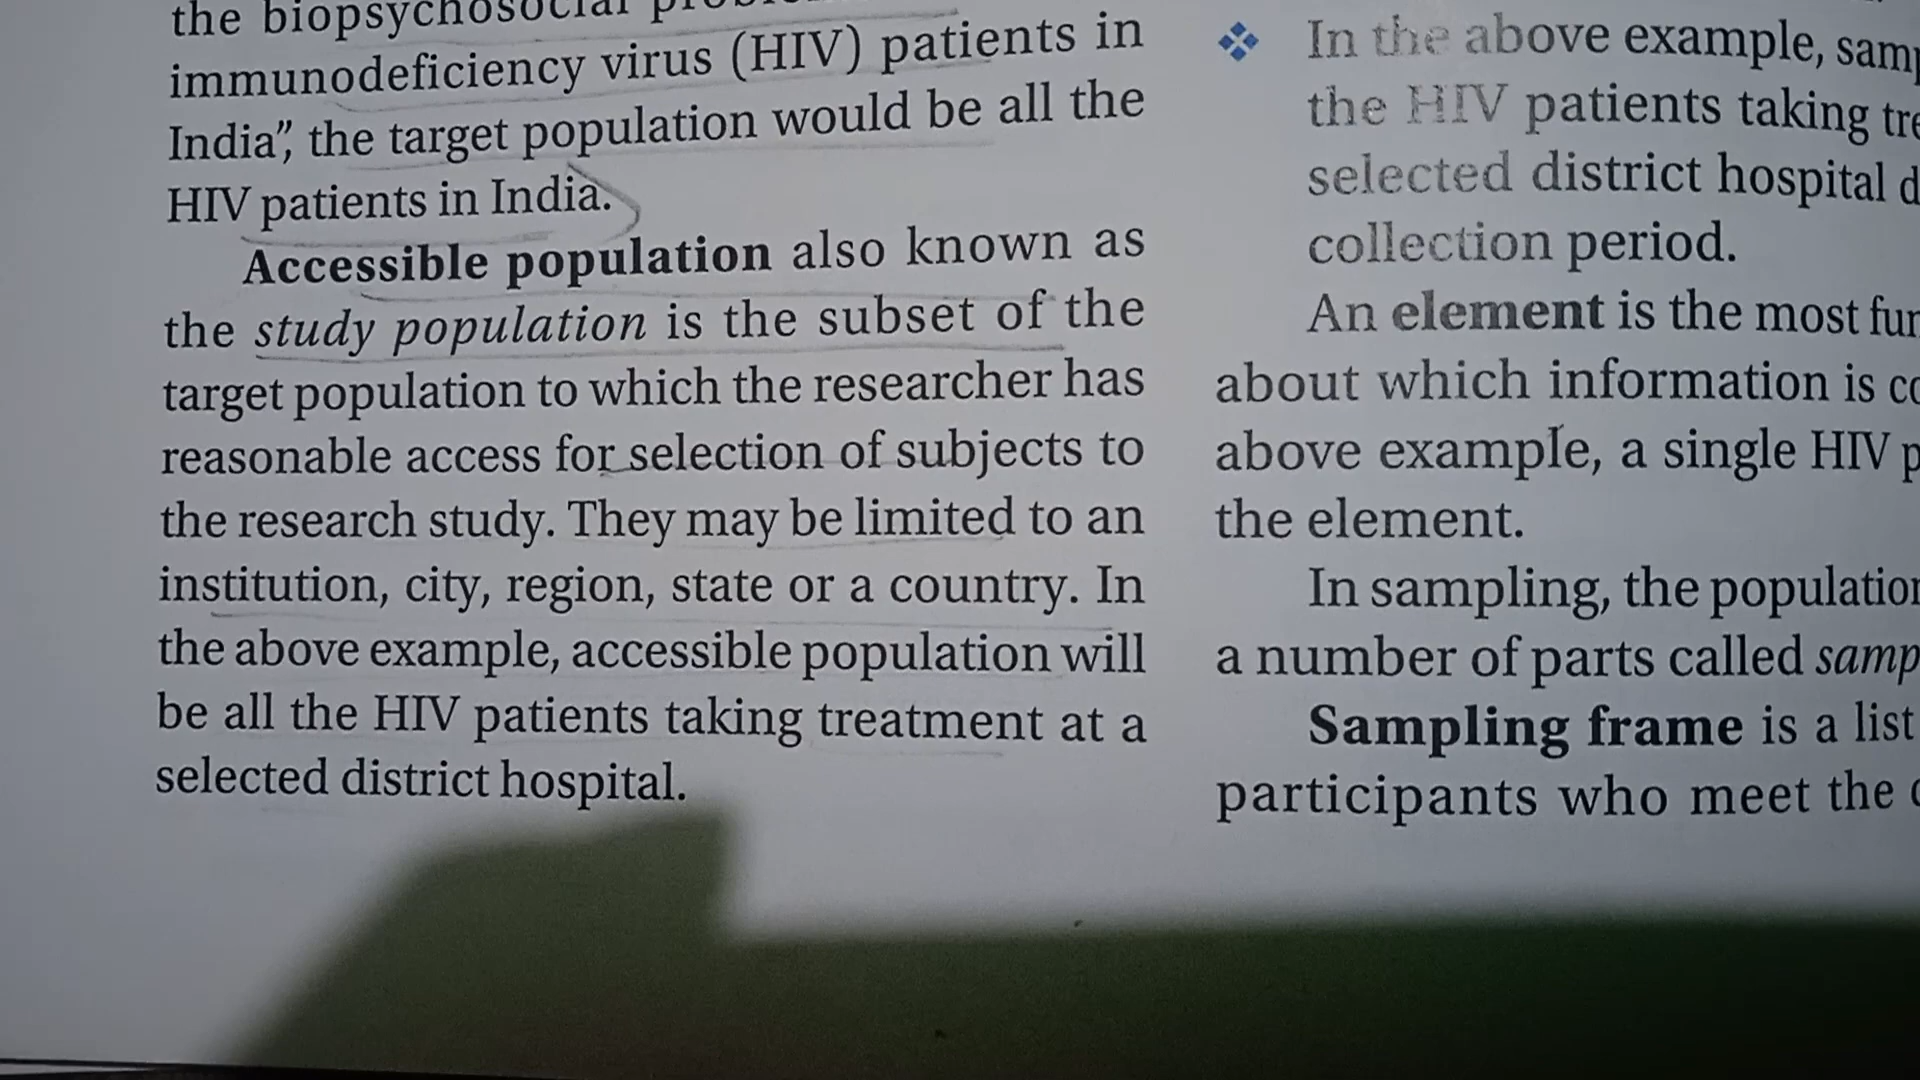 the biopsychosocial
immunodeficiency virus (HIV) patients in
India”, the target population would be all the
HIV patients in India.
Accessible population also known as
the study population is the subset of the
target population to which the researcher has
reasonable access for selection of subjects to
the research study. They may be limited to an
institution, city, region, state or a country. In
the above example, accessible population will
be all the HIV patients taking treatment at a
selected district hospital.
❖ In the above example,
the HIV patients taking
selected district hospital
collection period.
An element is the most
about which information is
above example, a single HIV
the element.
In sampling, the population
a number of parts called
Sampling frame is a list
participants who meet the